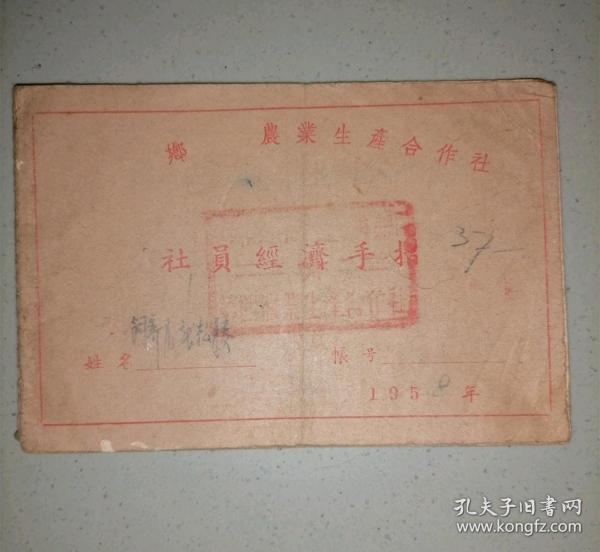 鄉 農業生產合作社
社員經濟手摺
37-
姓名
帳号
1958年
孔夫子旧书网
www.kongfz.com